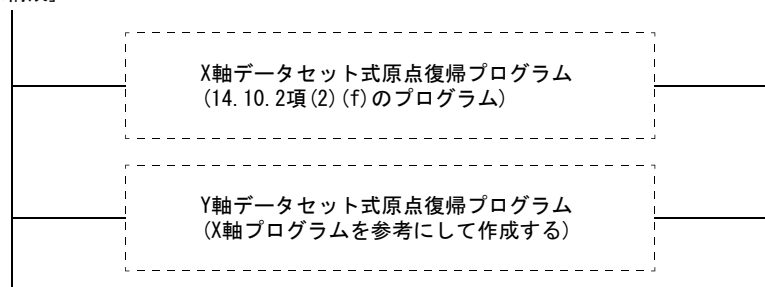 X軸データセット式原点復帰プログラム
(14.10.2項(2)(f)のプログラム)
Y軸データセット式原点復帰プログラム
(X軸プログラムを参考にして作成する)